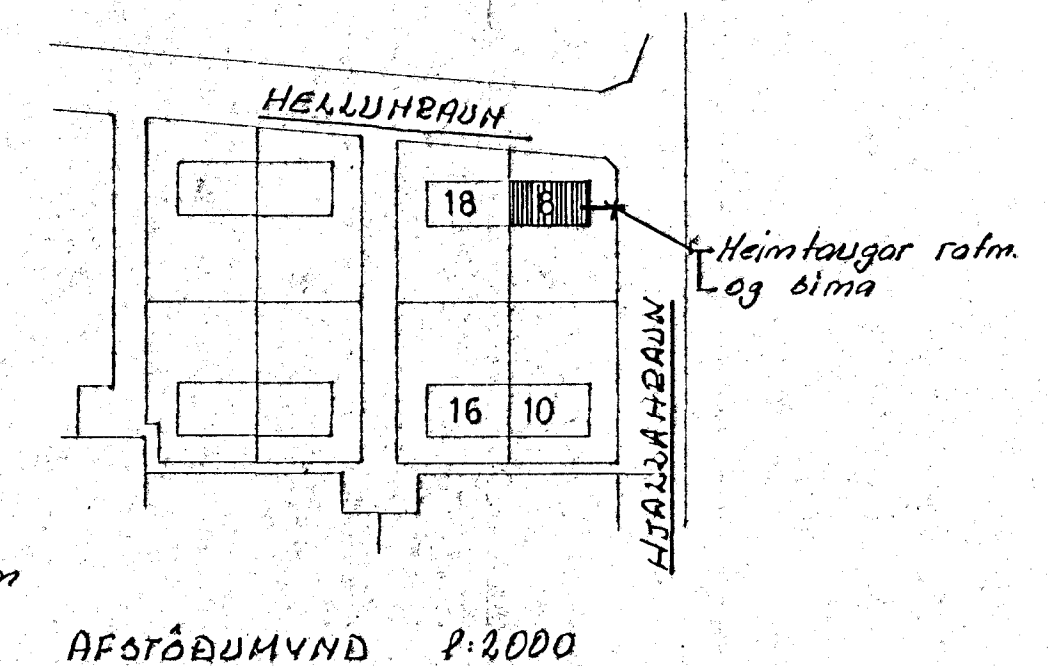 HELLUHRAUN
18 8
Heimtaugar rafm.
og síma
HJALLAHRAUN
16 10
AFSTÖÐUMYND 1:2000